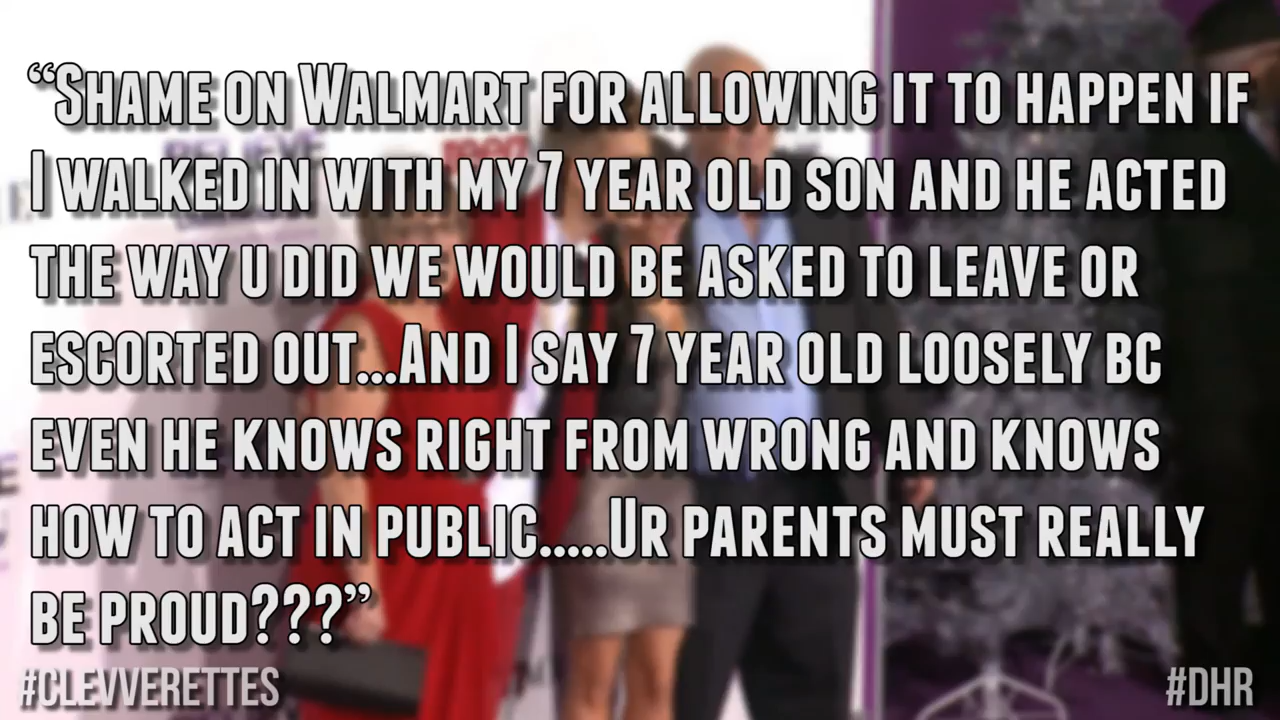 “Shame on Walmart for allowing it to happen if
I walked in with my 7 year old son and he acted
the way u did we would be asked to leave or
escorted out...And I say 7 year old loosely bc
even he knows right from wrong and knows
how to act in public.....Ur parents must really
be proud???”
#CLEVVERETTES
#DHR